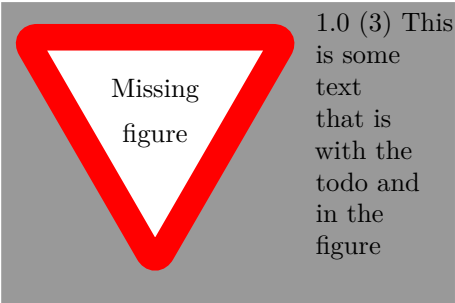 Missing
figure
1.0 (3) This
is some
text
that is
with the
todo and
in the
figure